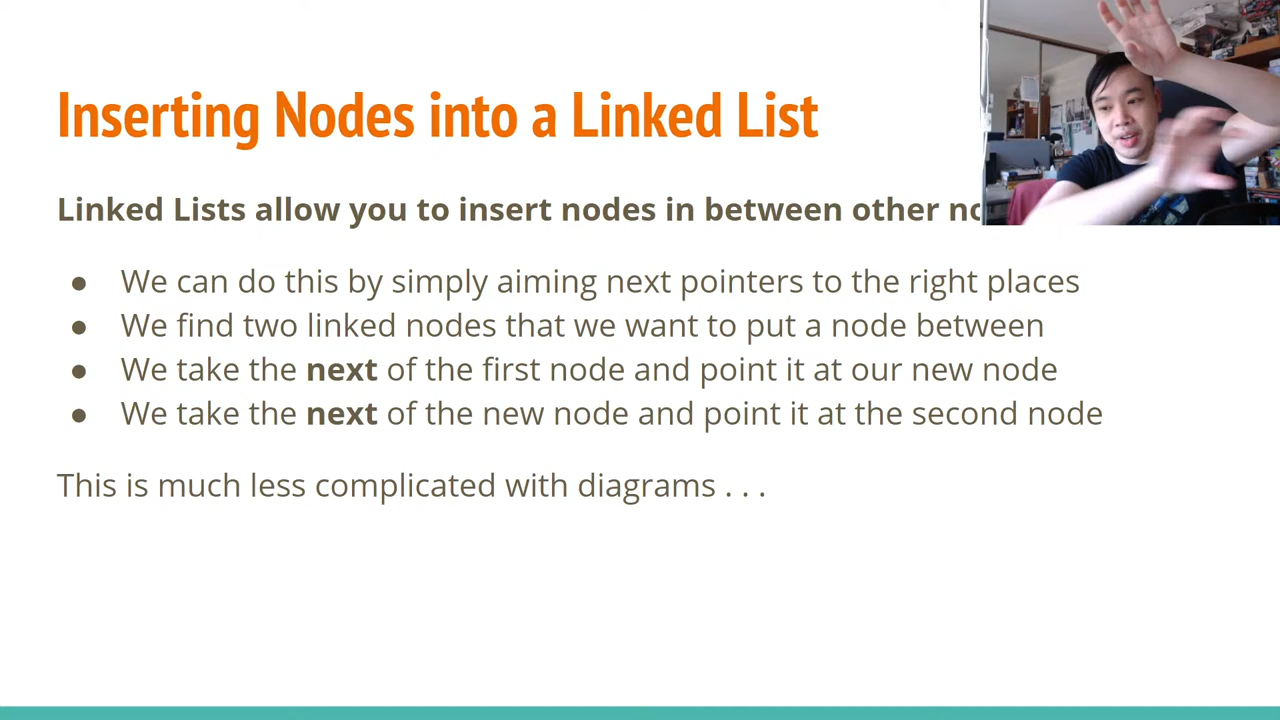 Inserting Nodes into a Linked List
Linked Lists allow you to insert nodes in between other
● We can do this by simply aiming next pointers to the right places
● We find two linked nodes that we want to put a node between
● We take the next of the first node and point it at our new node
● We take the next of the new node and point it at the second node
This is much less complicated with diagrams . . .